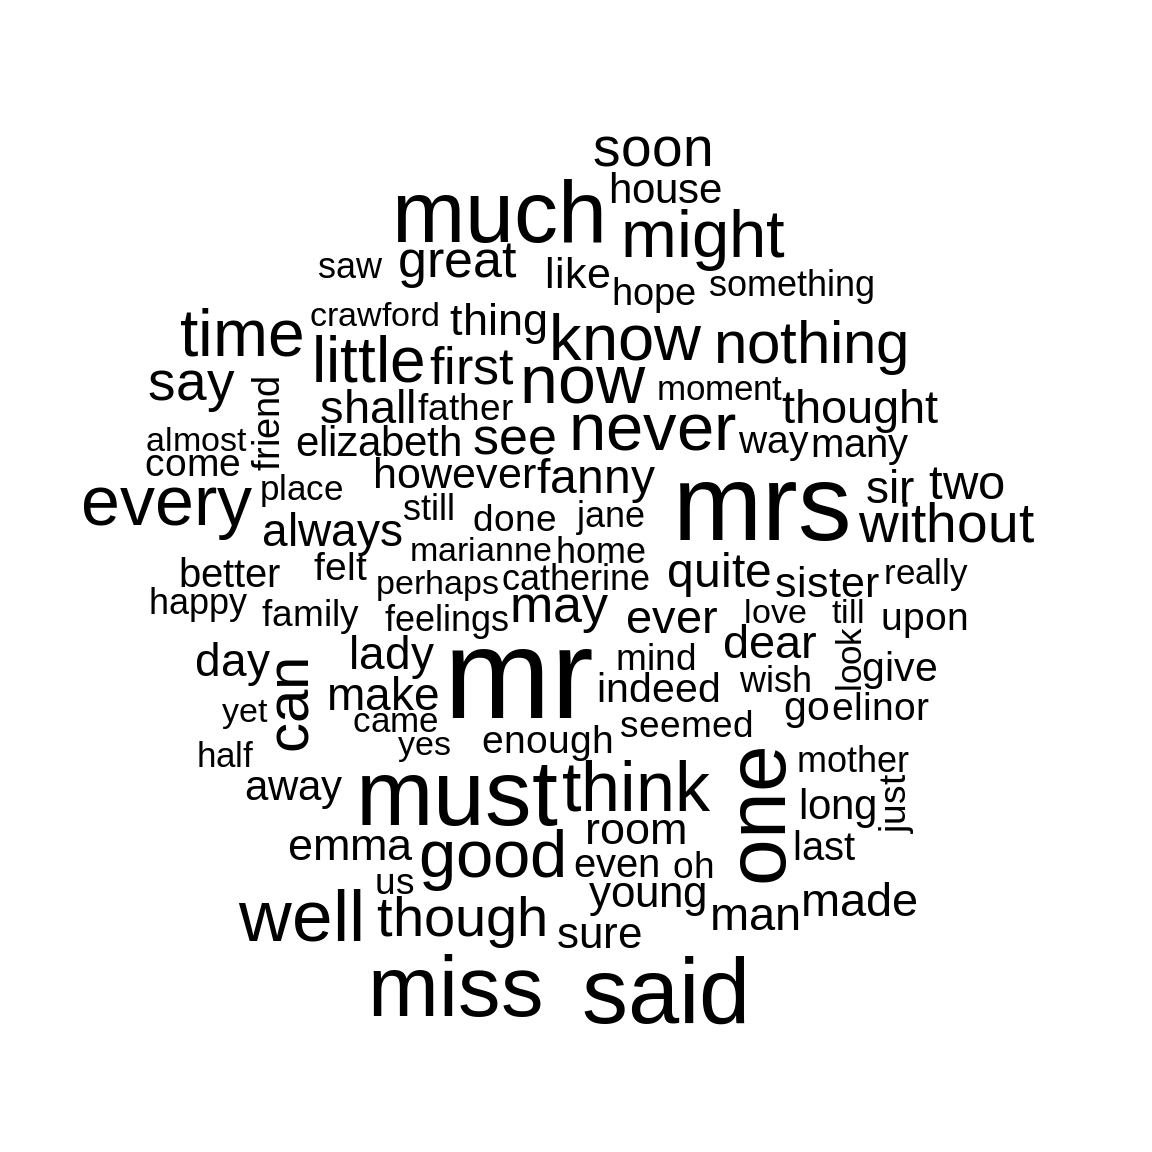 soon
much house
might
saw great like hope something
time crawford thing know nothing
little first now moment
say friend shall father never thought
almost elizabeth see way many
come however fanny
every place still done jane mrs sir two
always without
marianne home
better felt perhaps catherine quite sister really
happy family feelings may ever love till upon
day lady mr mind dear look give
can make indeed wish
yet came seemed go elinor
half yes enough mother
away must think one long just
emma good room last
us even oh
well though young man made
sure
miss said